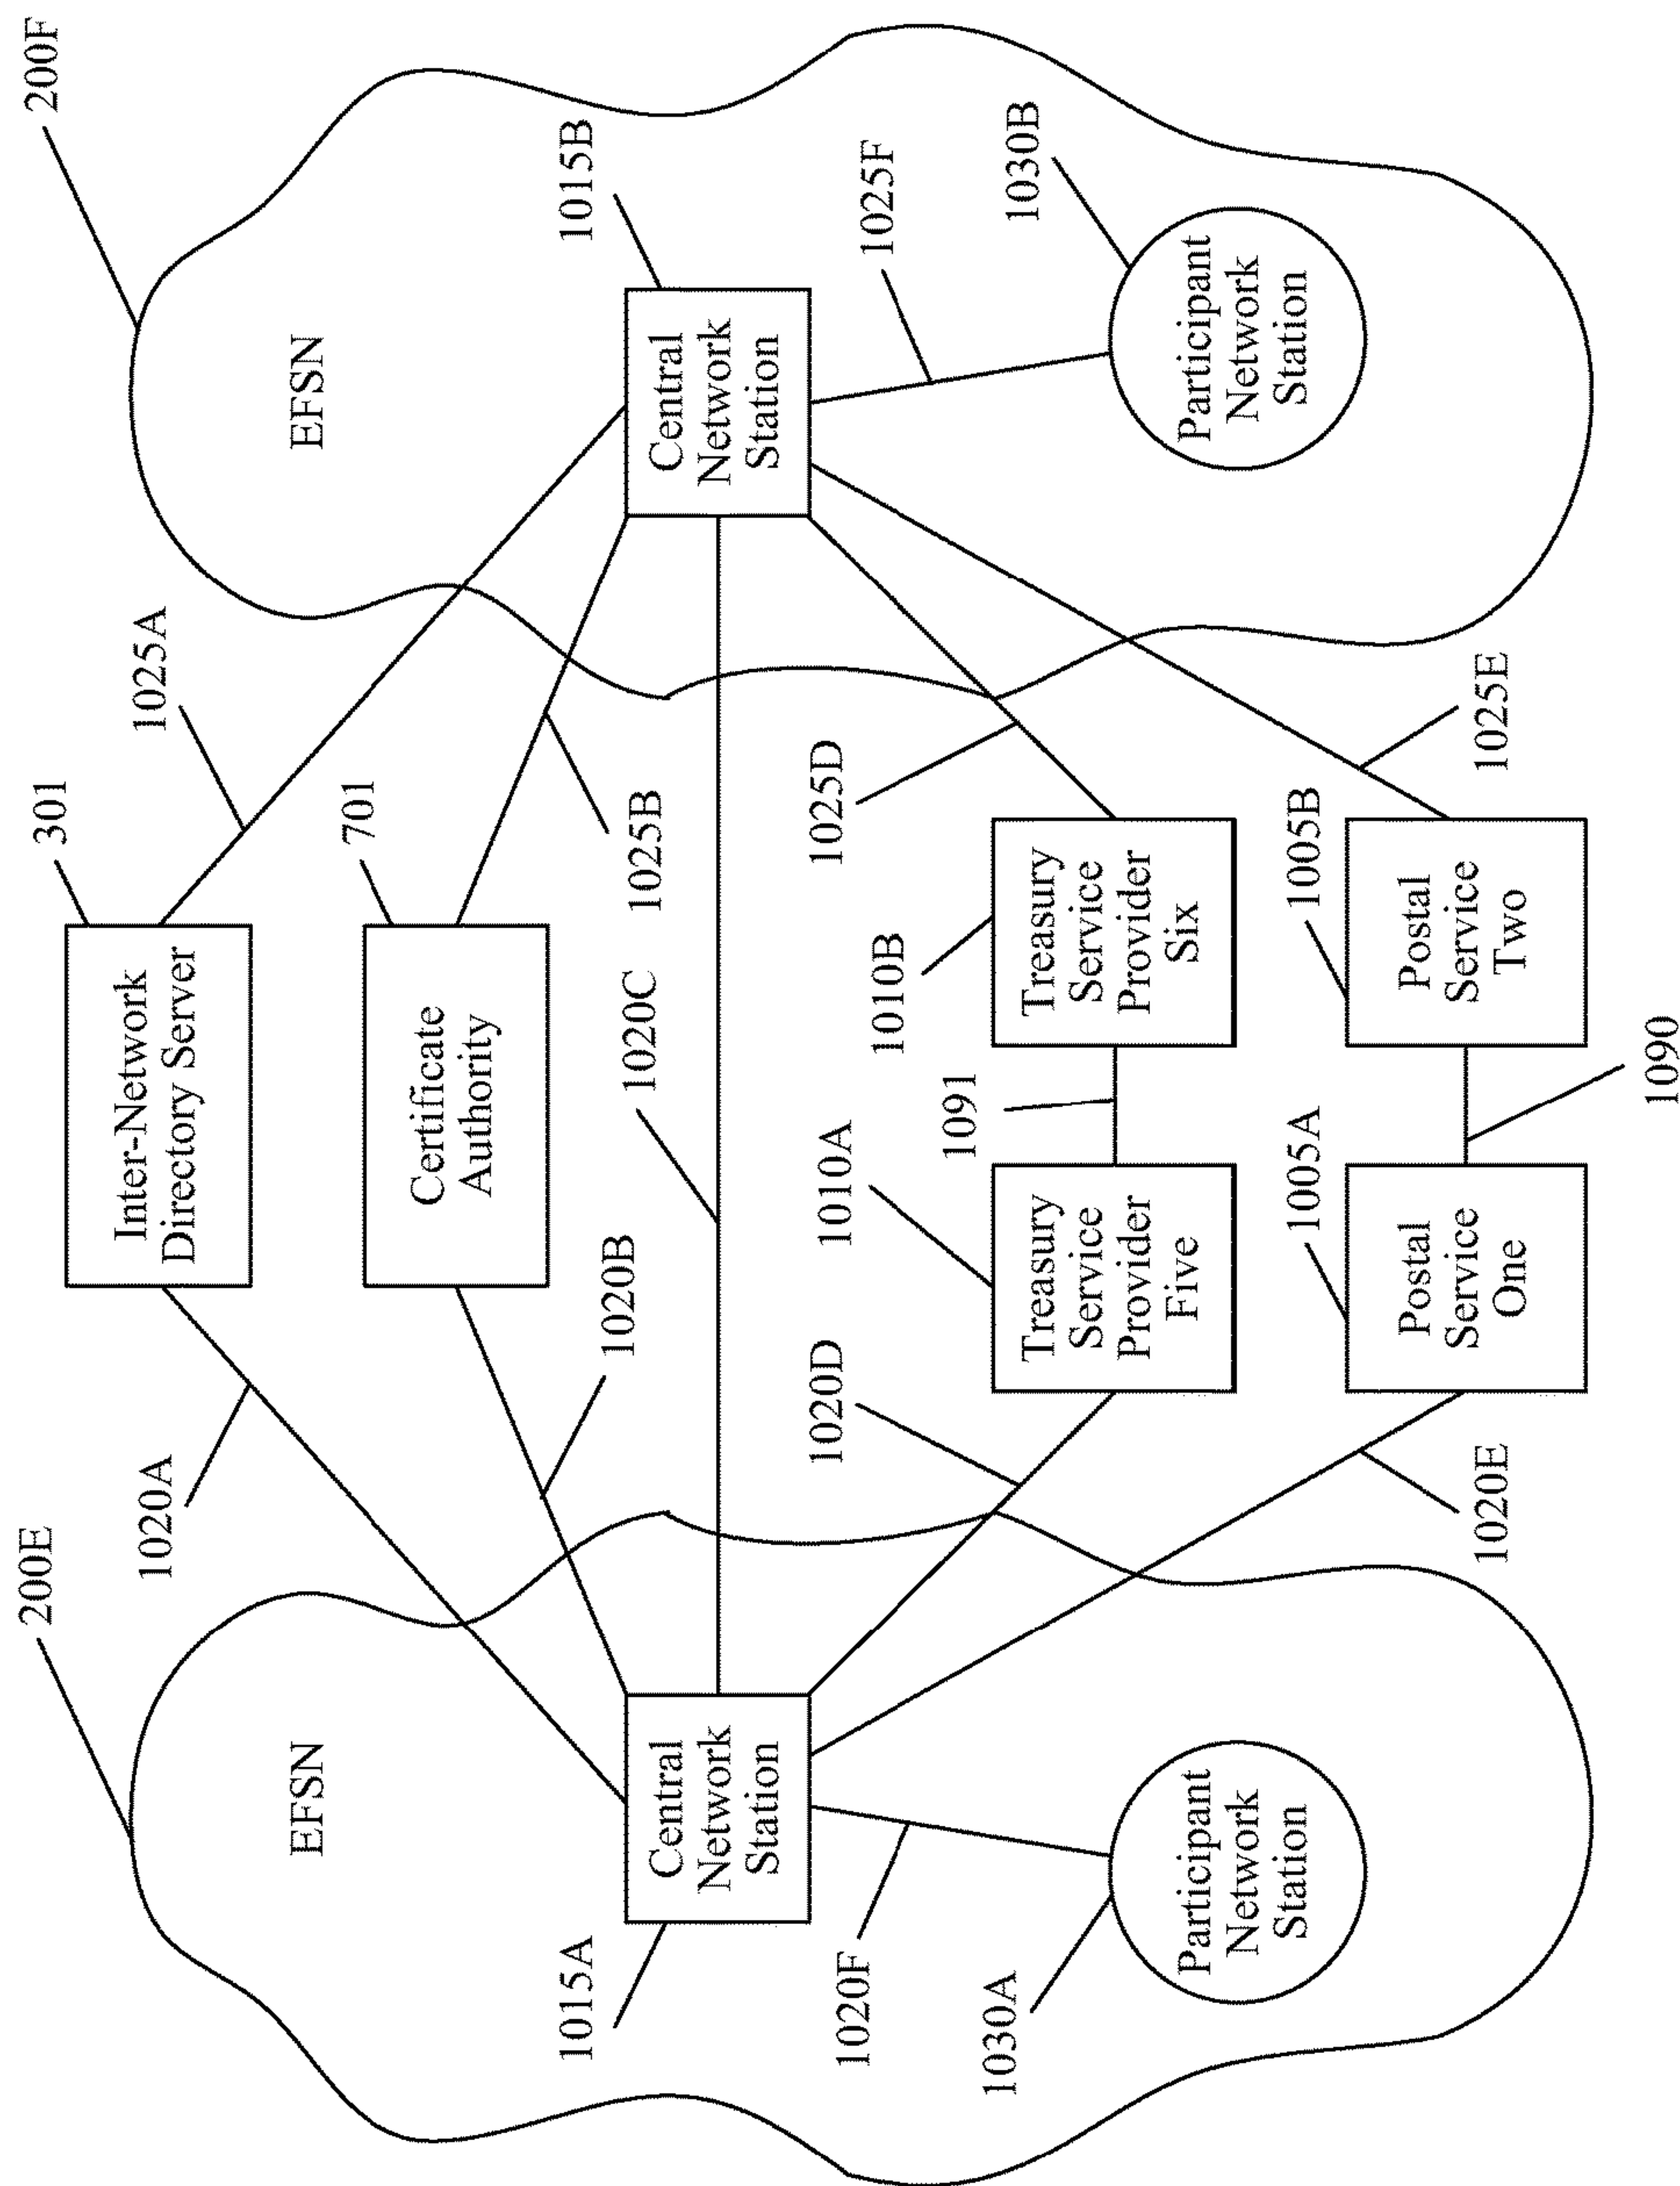 200E
200F
301
1020A
1025A
Inter-Network
Directory Server
EFSN
EFSN
701
Certificate
Authority
1020B
1025B
1015A
1015B
1020C
Central
Network
Station
Central
Network
Station
1020D
1025D
1020F
1025F
1010A
1010B
1091
1030A
1030B
Treasury
Service
Provider
Five
Treasury
Service
Provider
Six
Participant
Network
Station
Participant
Network
Station
1005A
1005B
Postal
Service
One
Postal
Service
Two
1020E
1025E
1090